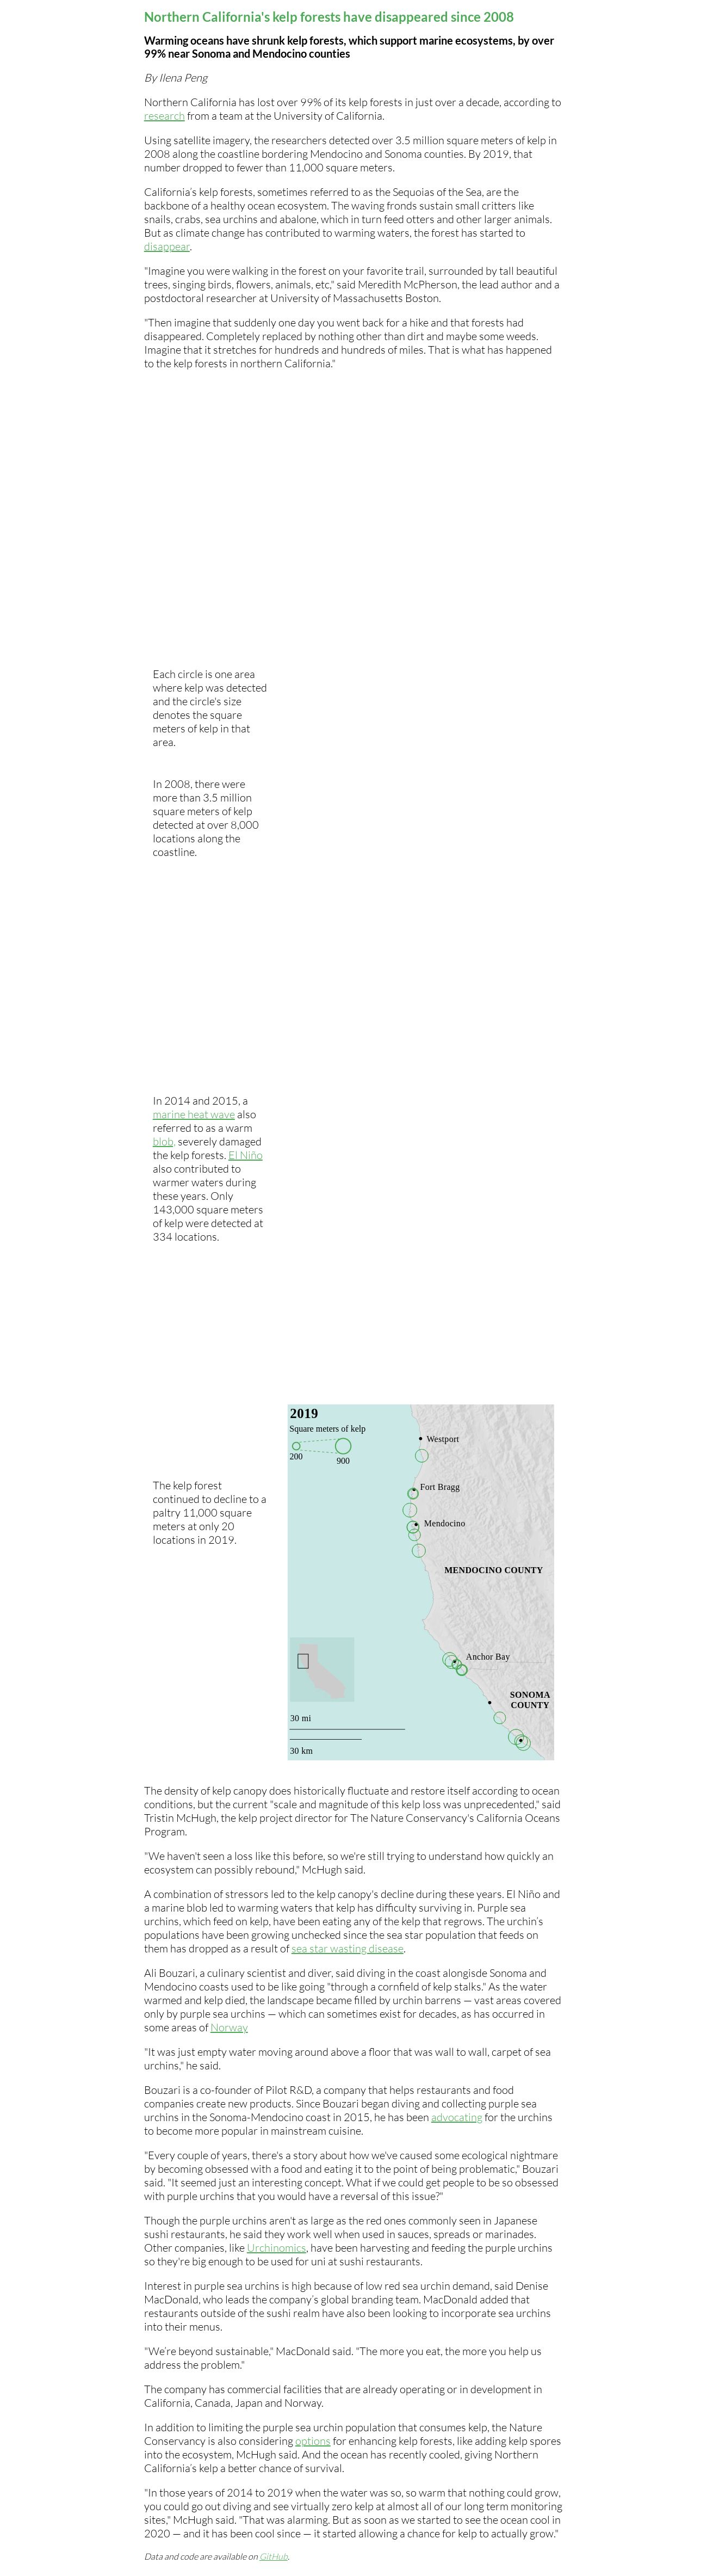 Northern California's kelp forests have disappeared since 2008
Warming oceans have shrunk kelp forests, which support marine ecosystems, by over
99% near Sonoma and Mendocino counties
By Ilena Peng
Northern California has lost over 99% of its kelp forests in just over a decade, according to
research from a team at the University of California.
Using satellite imagery, the researchers detected over 3.5 million square meters of kelp in
2008 along the coastline bordering Mendocino and Sonoma counties. By 2019, that
number dropped to fewer than 11,000 square meters.
California's kelp forests, sometimes referred to as the Sequoias of the Sea, are the
backbone of a healthy ocean ecosystem. The waving fronds sustain small critters like
snails, crabs, sea urchins and abalone, which in turn feed otters and other larger animals.
But as climate change has contributed to warming waters, the forest has started to
disappear.
"Imagine you were walking in the forest on your favorite trail, surrounded by tall beautiful
trees, singing birds, flowers, animals, etc," said Meredith McPherson, the lead author and a
postdoctoral researcher at University of Massachusetts Boston.
"Then imagine that suddenly one day you went back for a hike and that forests had
disappeared. Completely replaced by nothing other than dirt and maybe some weeds.
Imagine that it stretches for hundreds and hundreds of miles. That is what has happened
to the kelp forests in northern California."
Each circle is one area
where kelp was detected
and the circle's size
denotes the square
meters of kelp in that
area.
In 2008, there were
more than 3.5 million
square meters of kelp
detected at over 8,000
locations along the
coastline.
In 2014 and 2015, a
marine heat wave also
referred to as a warm
blob, severely damaged
the kelp forests. El Niño
also contributed to
warmer waters during
these years. Only
143,000 square meters
of kelp were detected at
334 locations.
The kelp forest
continued to decline to a
paltry 11,000 square
meters at only 20
locations in 2019.
2019
Square meters of kelp
200
900
Westport
Fort Bragg
Mendocino
MENDOCINO COUNTY
Anchor Bay
SONOMA
COUNTY
30 mi
30 km
The density of kelp canopy does historically fluctuate and restore itself according to ocean
conditions, but the current "scale and magnitude of this kelp loss was unprecedented," said
Tristin McHugh, the kelp project director for The Nature Conservancy's California Oceans
Program.
"We haven't seen a loss like this before, so we're still trying to understand how quickly an
ecosystem can possibly rebound," McHugh said.
A combination of stressors led to the kelp canopy's decline during these years. El Niño and
a marine blob led to warming waters that kelp has difficulty surviving in. Purple sea
urchins, which feed on kelp, have been eating any of the kelp that regrows. The urchin's
populations have been growing unchecked since the sea star population that feeds on
them has dropped as a result of sea star wasting disease.
Ali Bouzari, a culinary scientist and diver, said diving in the coast alongisde Sonoma and
Mendocino coasts used to be like going "through a cornfield of kelp stalks." As the water
warmed and kelp died, the landscape became filled by urchin barrens — vast areas covered
only by purple sea urchins — which can sometimes exist for decades, as has occurred in
some areas of Norway
"It was just empty water moving around above a floor that was wall to wall, carpet of sea
urchins," he said.
Bouzari is a co-founder of Pilot R&D, a company that helps restaurants and food
companies create new products. Since Bouzari began diving and collecting purple sea
urchins in the Sonoma-Mendocino coast in 2015, he has been advocating for the urchins
to become more popular in mainstream cuisine.
"Every couple of years, there's a story about how we've caused some ecological nightmare
by becoming obsessed with a food and eating it to the point of being problematic," Bouzari
said. "It seemed just an interesting concept. What if we could get people to be so obsessed
with purple urchins that you would have a reversal of this issue?"
Though the purple urchins aren't as large as the red ones commonly seen in Japanese
sushi restaurants, he said they work well when used in sauces, spreads or marinades.
Other companies, like Urchinomics, have been harvesting and feeding the purple urchins
so they're big enough to be used for uni at sushi restaurants.
Interest in purple sea urchins is high because of low red sea urchin demand, said Denise
MacDonald, who leads the company's global branding team. MacDonald added that
restaurants outside of the sushi realm have also been looking to incorporate sea urchins
into their menus.
"We're beyond sustainable," MacDonald said. "The more you eat, the more you help us
address the problem."
The company has commercial facilities that are already operating or in development in
California, Canada, Japan and Norway.
In addition to limiting the purple sea urchin population that consumes kelp, the Nature
Conservancy is also considering options for enhancing kelp forests, like adding kelp spores
into the ecosystem, McHugh said. And the ocean has recently cooled, giving Northern
California's kelp a better chance of survival.
"In those years of 2014 to 2019 when the water was so, so warm that nothing could grow,
you could go out diving and see virtually zero kelp at almost all of our long term monitoring
sites," McHugh said. "That was alarming. But as soon as we started to see the ocean cool in
2020 — and it has been cool since — it started allowing a chance for kelp to actually grow."
Data and code are available on GitHub.